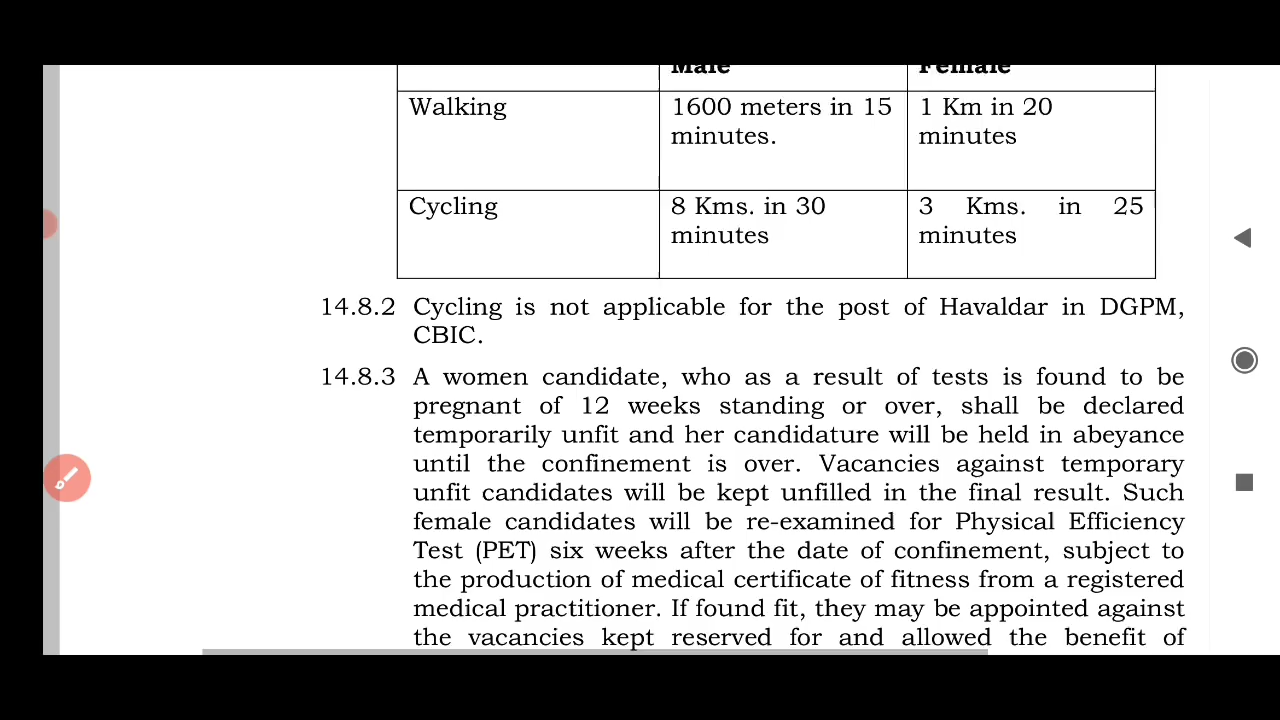 Male Female
Walking 1600 meters in 15 1 Km in 20
minutes. minutes
Cycling 8 Kms. in 30 3 Kms. in 25
minutes minutes
14.8.2 Cycling is not applicable for the post of Havaldar in DGPM,
CBIC.
14.8.3 A women candidate, who as a result of tests is found to be
pregnant of 12 weeks standing or over, shall be declared
temporarily unfit and her candidature will be held in abeyance
until the confinement is over. Vacancies against temporary
unfit candidates will be kept unfilled in the final result. Such
female candidates will be re-examined for Physical Efficiency
Test (PET) six weeks after the date of confinement, subject to
the production of medical certificate of fitness from a registered
medical practitioner. If found fit, they may be appointed against
the vacancies kept reserved for and allowed the benefit of